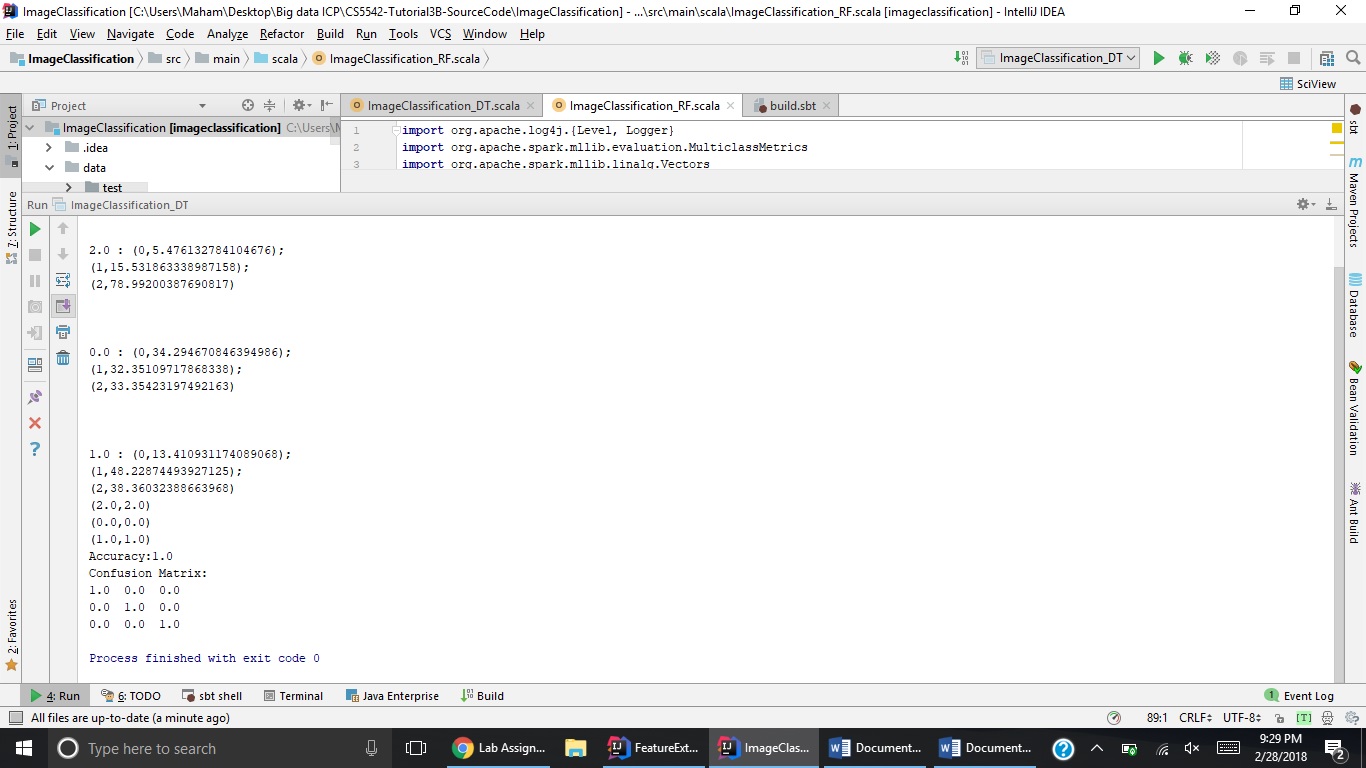 ImageClassification [C:\Users\Maham\Desktop\Big data ICP\CS5542-Tutorial3B-SourceCode\ImageClassification] - ...\src\main\scala\ImageClassification_RF.scala [imageclassification] - IntelliJ IDEA
File Edit View Navigate Code Analyze Refactor Build Run Tools VCS Window Help
ImageClassification src main scala ImageClassification_RF.scala ImageClassification_DT
SciView
Project ImageClassification_DT.scala ImageClassification_RF.scala build.sbt
ImageClassification [imageclassification] C:\Users\M
.idea
data
test
1 import org.apache.log4j.{Level, Logger}
2 import org.apache.spark.mllib.evaluation.MulticlassMetrics
3 import org.apache.spark.mllib.linalg.Vectors
1: Project
7: Structure
2: Favorites
sbt
Maven Projects
Database
Bean Validation
Ant Build
Run ImageClassification_DT
2.0 : (0,5.476132784104676);
(1,15.531863338987158);
(2,78.99200387690817)
0.0 : (0,34.294670846394986);
(1,32.35109717868338);
(2,33.35423197492163)
1.0 : (0,13.410931174089068);
(1,48.22874493927125);
(2,38.36032388663968)
(2.0,2.0)
(0.0,0.0)
(1.0,1.0)
Accuracy:1.0
Confusion Matrix:
1.0 0.0 0.0
0.0 1.0 0.0
0.0 0.0 1.0
Process finished with exit code 0
4: Run 6: TODO sbt shell Terminal Java Enterprise Build 1 Event Log
All files are up-to-date (a minute ago) 89:1 CRLF UTF-8 [T]
Type here to search Lab Assign... FeatureExt... ImageClas... Document... Document... 9:29 PM
2/28/2018 2